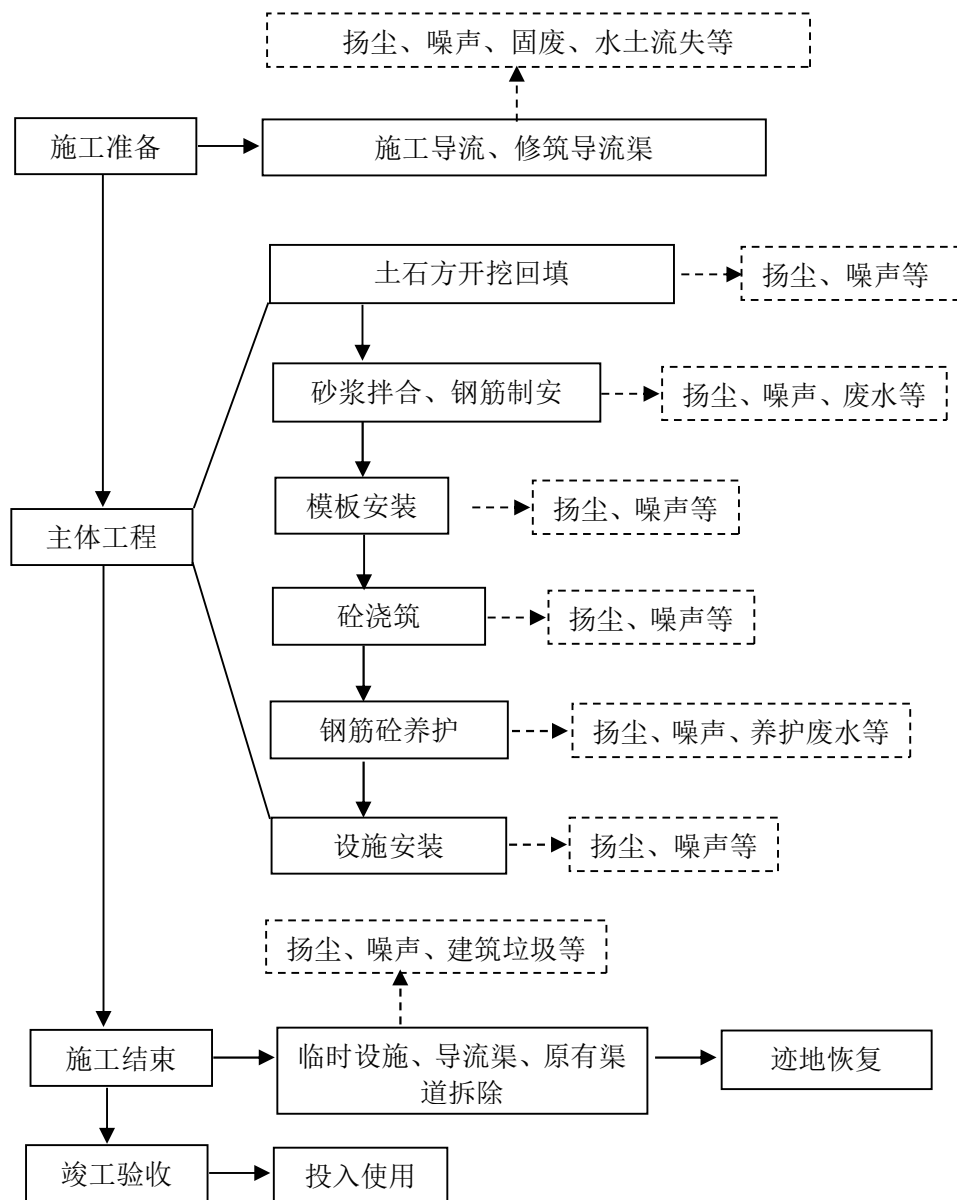 扬尘、噪声、固废、水土流失等
施工准备
施工导流、修筑导流渠
土石方开挖回填
扬尘、噪声等
砂浆拌合、钢筋制安
扬尘、噪声、废水等
模板安装
扬尘、噪声等
主体工程
砼浇筑
扬尘、噪声等
钢筋砼养护
扬尘、噪声、养护废水等
设施安装
扬尘、噪声等
扬尘、噪声、建筑垃圾等
施工结束
临时设施、导流渠、原有渠
道拆除
迹地恢复
竣工验收
投入使用